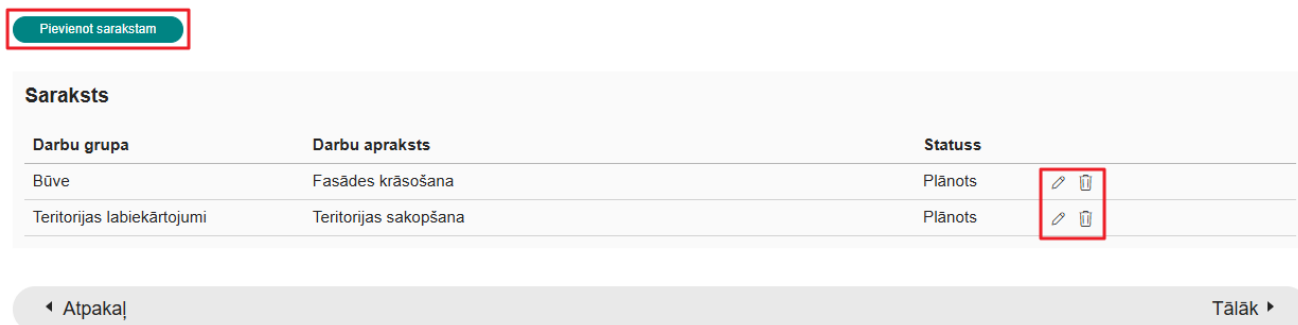 Pievienot sarakstam
Saraksts
Darbu grupa Darbu apraksts Statuss
Būve Fasādes krāsošana Plānots
Teritorijas labiekārtojumi Teritorijas sakopšana Plānots
Atpakaļ Tālāk